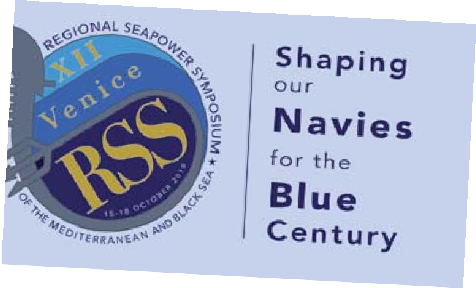 REGIONAL SEAPOWER SYMPOSIUM ★
OF THE MEDITERRANEAN AND BLACK SEA
XII
Venice
RSS
15-18 OCTOBER 2019
Shaping
our
Navies
for the
Blue
Century